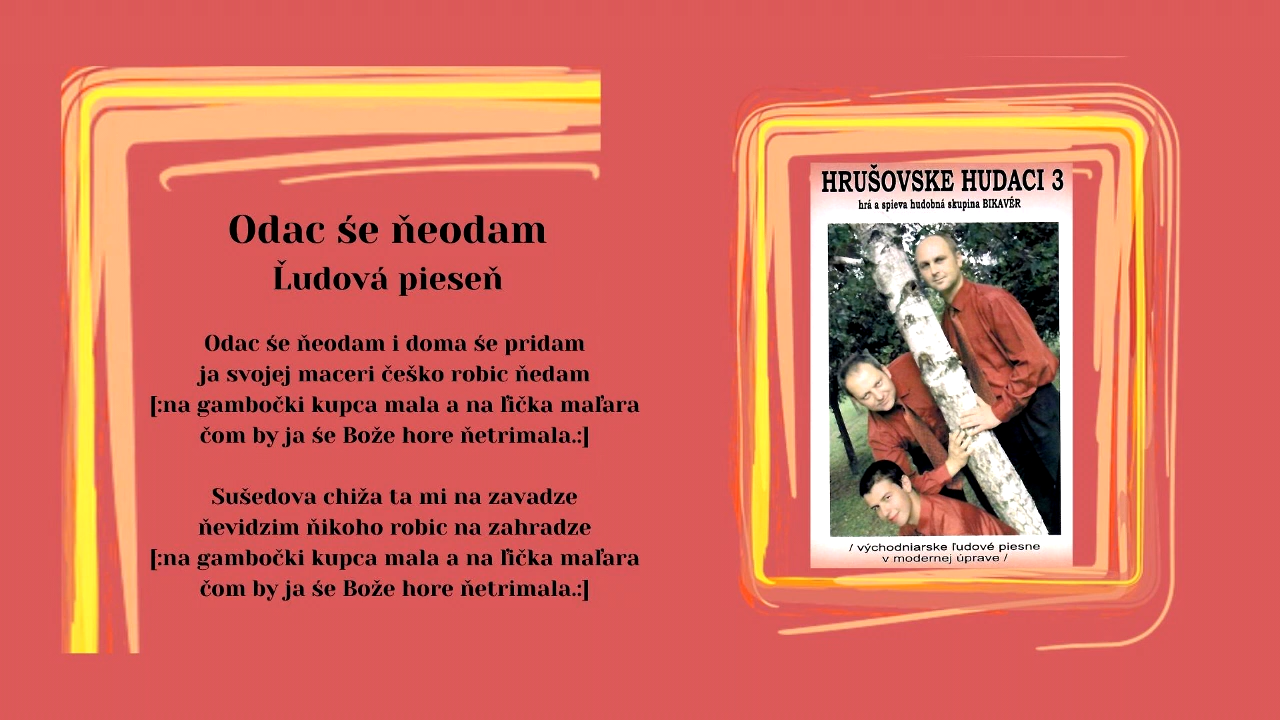 Odac śe ňeodam
Ľudová pieseň
Odac śe ňeodam i doma śe pridam
ja svojej maceri češko robic ňedam
[:na gambočki kupca mala a na ľička maľara
čom by ja śe Bože hore ňetrimala.:]
Sušedova chiža ta mi na zavadze
ňevidzim ňikoho robic na zahradze
[:na gambočki kupca mala a na ľička maľara
čom by ja śe Bože hore ňetrimala.:]
HRUŠOVSKE HUDACI 3
hrá a spieva hudobná skupina BIKAVÉR
/ východniarske ľudové piesne
v modernej úprave /